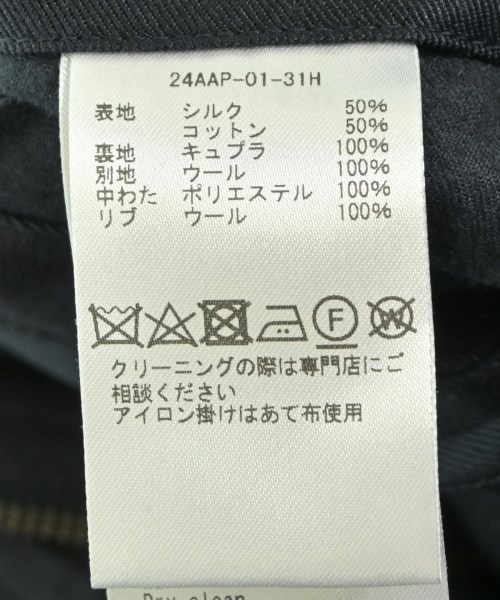 24AAP-01-31H
表地 シルク 50%
コットン 50%
裏地 キュプラ 100%
別地 ウール 100%
中わた ポリエステル 100%
リブ ウール 100%
F W
クリーニングの際は専門店にご
相談ください
アイロン掛けはあて布使用
Dry clean